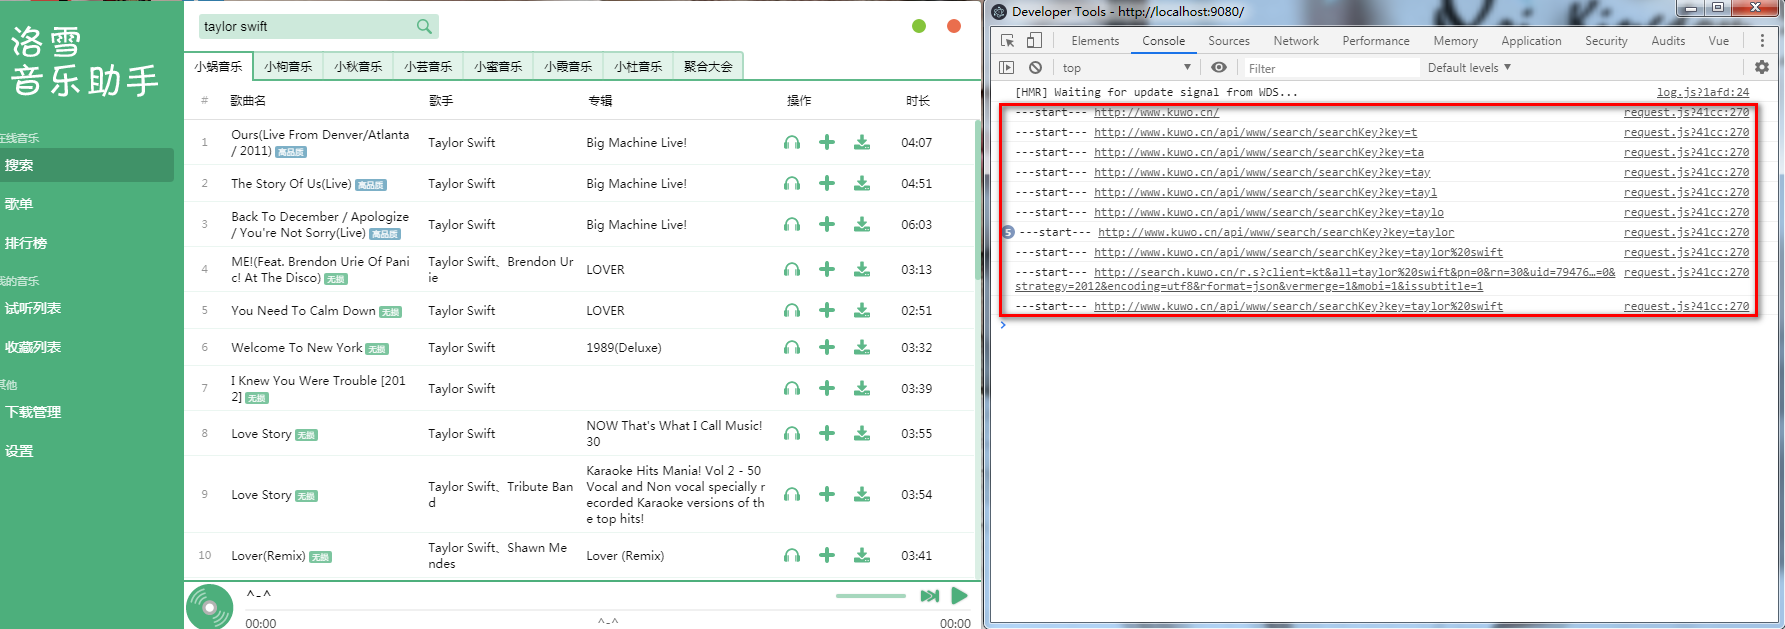 洛雪
音乐助手
在线音乐
搜索
歌单
排行榜
我的音乐
试听列表
收藏列表
其他
下载管理
设置
taylor swift
小蜗音乐 小枸音乐 小秋音乐 小芸音乐 小蜜音乐 小霞音乐 小杜音乐 聚合大会
# 歌曲名 歌手 专辑 操作 时长
1 Ours(Live From Denver/Atlanta
/ 2011) 高品质 Taylor Swift Big Machine Live! 04:07
2 The Story Of Us(Live) 高品质 Taylor Swift Big Machine Live! 04:51
3 Back To December / Apologize
/ You're Not Sorry(Live) 高品质 Taylor Swift Big Machine Live! 06:03
4 ME!(Feat. Brendon Urie Of Pani
c! At The Disco) 无损 Taylor Swift、Brendon Ur
ie LOVER 03:13
5 You Need To Calm Down 无损 Taylor Swift LOVER 02:51
6 Welcome To New York 无损 Taylor Swift 1989(Deluxe) 03:32
7 I Knew You Were Trouble [201
2] 无损 Taylor Swift 03:39
8 Love Story 无损 Taylor Swift NOW That's What I Call Music!
30 03:55
9 Love Story 无损 Taylor Swift、Tribute Ban
d Karaoke Hits Mania! Vol 2 - 50
Vocal and Non vocal specially r
ecorded Karaoke versions of th
e top hits! 03:54
10 Lover(Remix) 无损 Taylor Swift、Shawn Me
ndes Lover (Remix) 03:41
^-^
00:00 ^-^ 00:00
Developer Tools - http://localhost:9080/
Elements Console Sources Network Performance Memory Application Security Audits Vue
top Filter Default levels
[HMR] Waiting for update signal from WDS... log.js?1afd:24
---start--- http://www.kuwo.cn/ request.js?41cc:270
---start--- http://www.kuwo.cn/api/www/search/searchKey?key=t request.js?41cc:270
---start--- http://www.kuwo.cn/api/www/search/searchKey?key=ta request.js?41cc:270
---start--- http://www.kuwo.cn/api/www/search/searchKey?key=tay request.js?41cc:270
---start--- http://www.kuwo.cn/api/www/search/searchKey?key=tayl request.js?41cc:270
---start--- http://www.kuwo.cn/api/www/search/searchKey?key=taylo request.js?41cc:270
5 ---start--- http://www.kuwo.cn/api/www/search/searchKey?key=taylor request.js?41cc:270
---start--- http://www.kuwo.cn/api/www/search/searchKey?key=taylor%20swift request.js?41cc:270
---start--- http://search.kuwo.cn/r.s?client=kt&all=taylor%20swift&pn=0&rn=30&uid=79476…=0& request.js?41cc:270
strategy=2012&encoding=utf8&rformat=json&vermerge=1&mobi=1&issubtitle=1
---start--- http://www.kuwo.cn/api/www/search/searchKey?key=taylor%20swift request.js?41cc:270